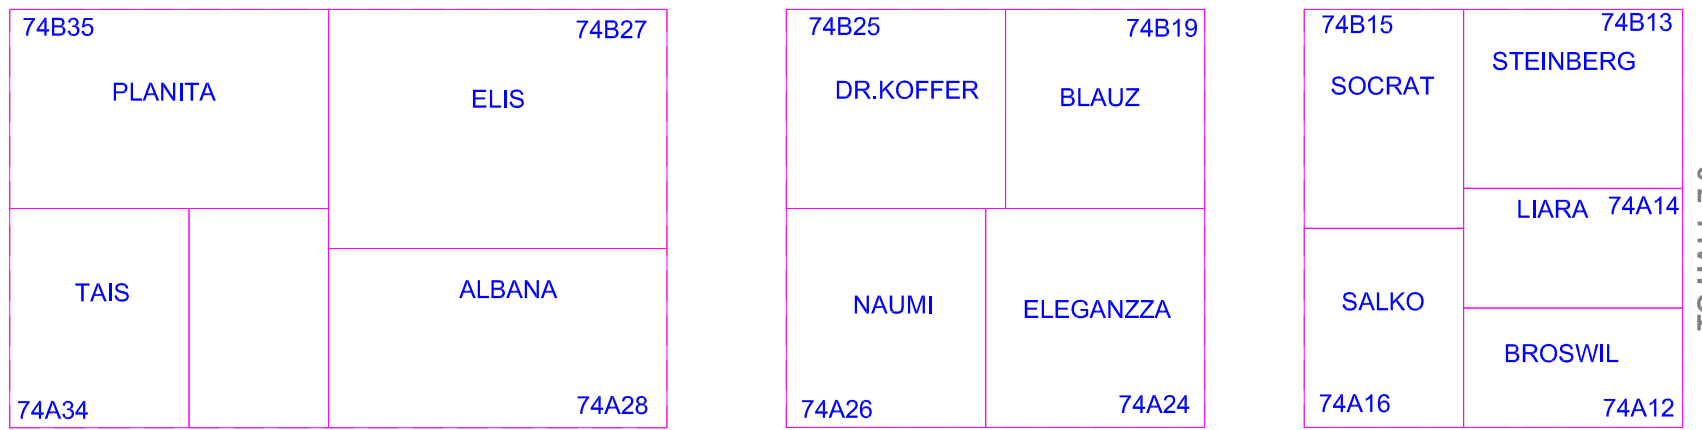 74B35
PLANITA
74B27
ELIS
TAIS
74A34
ALBANA
74A28
74B25
DR.KOFFER
74B19
BLAUZ
NAUMI
74A26
ELEGANZZA
74A24
74B15
SOCRAT
74B13
STEINBERG
LIARA 74A14
SALKO
74A16
BROSWIL
74A12